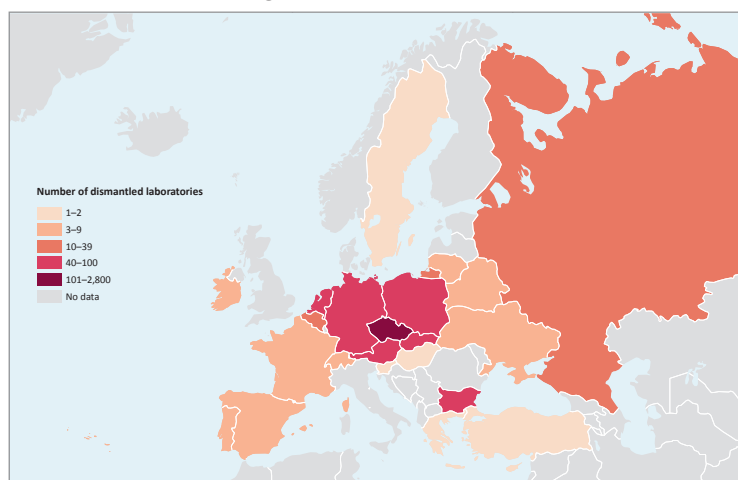 Number of dismantled laboratories
1–2
3–9
10–39
40–100
101–2,800
No data